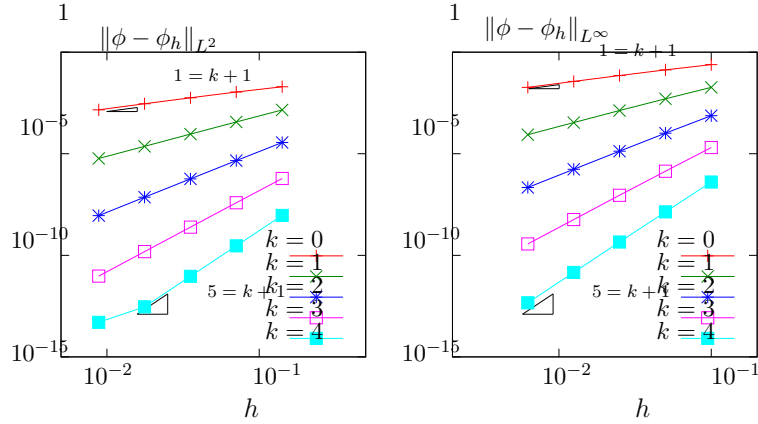 1
‖ϕ − ϕ_h‖_{L^2}
1 = k + 1
10^{-5}
10^{-10}
10^{-15}
k = 0
k = 1
k = 2
k = 3
k = 4
5 = k + 1
10^{-2} 10^{-1}
h
1
‖ϕ − ϕ_h‖_{L^∞}
1 = k + 1
10^{-5}
10^{-10}
10^{-15}
k = 0
k = 1
k = 2
k = 3
k = 4
5 = k + 1
10^{-2} 10^{-1}
h